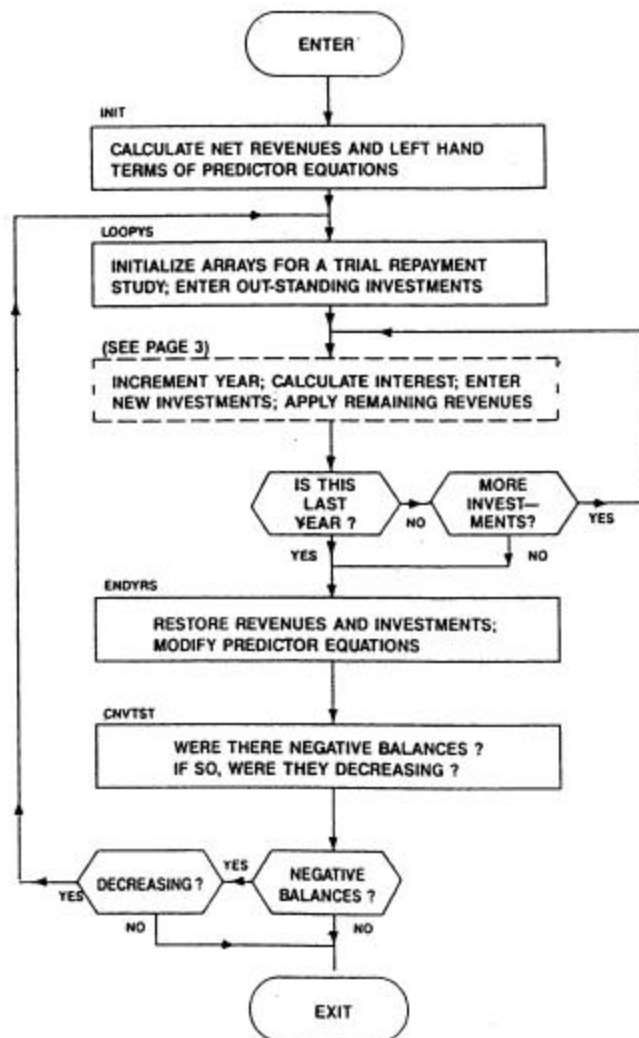 ENTER
INIT
CALCULATE NET REVENUES AND LEFT HAND
TERMS OF PREDICTOR EQUATIONS
LOOPYS
INITIALIZE ARRAYS FOR A TRIAL REPAYMENT
STUDY; ENTER OUT-STANDING INVESTMENTS
(SEE PAGE 3)
INCREMENT YEAR; CALCULATE INTEREST; ENTER
NEW INVESTMENTS; APPLY REMAINING REVENUES
IS THIS
LAST
YEAR ?
NO
MORE
INVEST—
MENTS?
YES
YES
NO
ENDYRS
RESTORE REVENUES AND INVESTMENTS;
MODIFY PREDICTOR EQUATIONS
CNVTST
WERE THERE NEGATIVE BALANCES ?
IF SO, WERE THEY DECREASING ?
NEGATIVE
BALANCES ?
YES
DECREASING ?
YES
NO
NO
EXIT